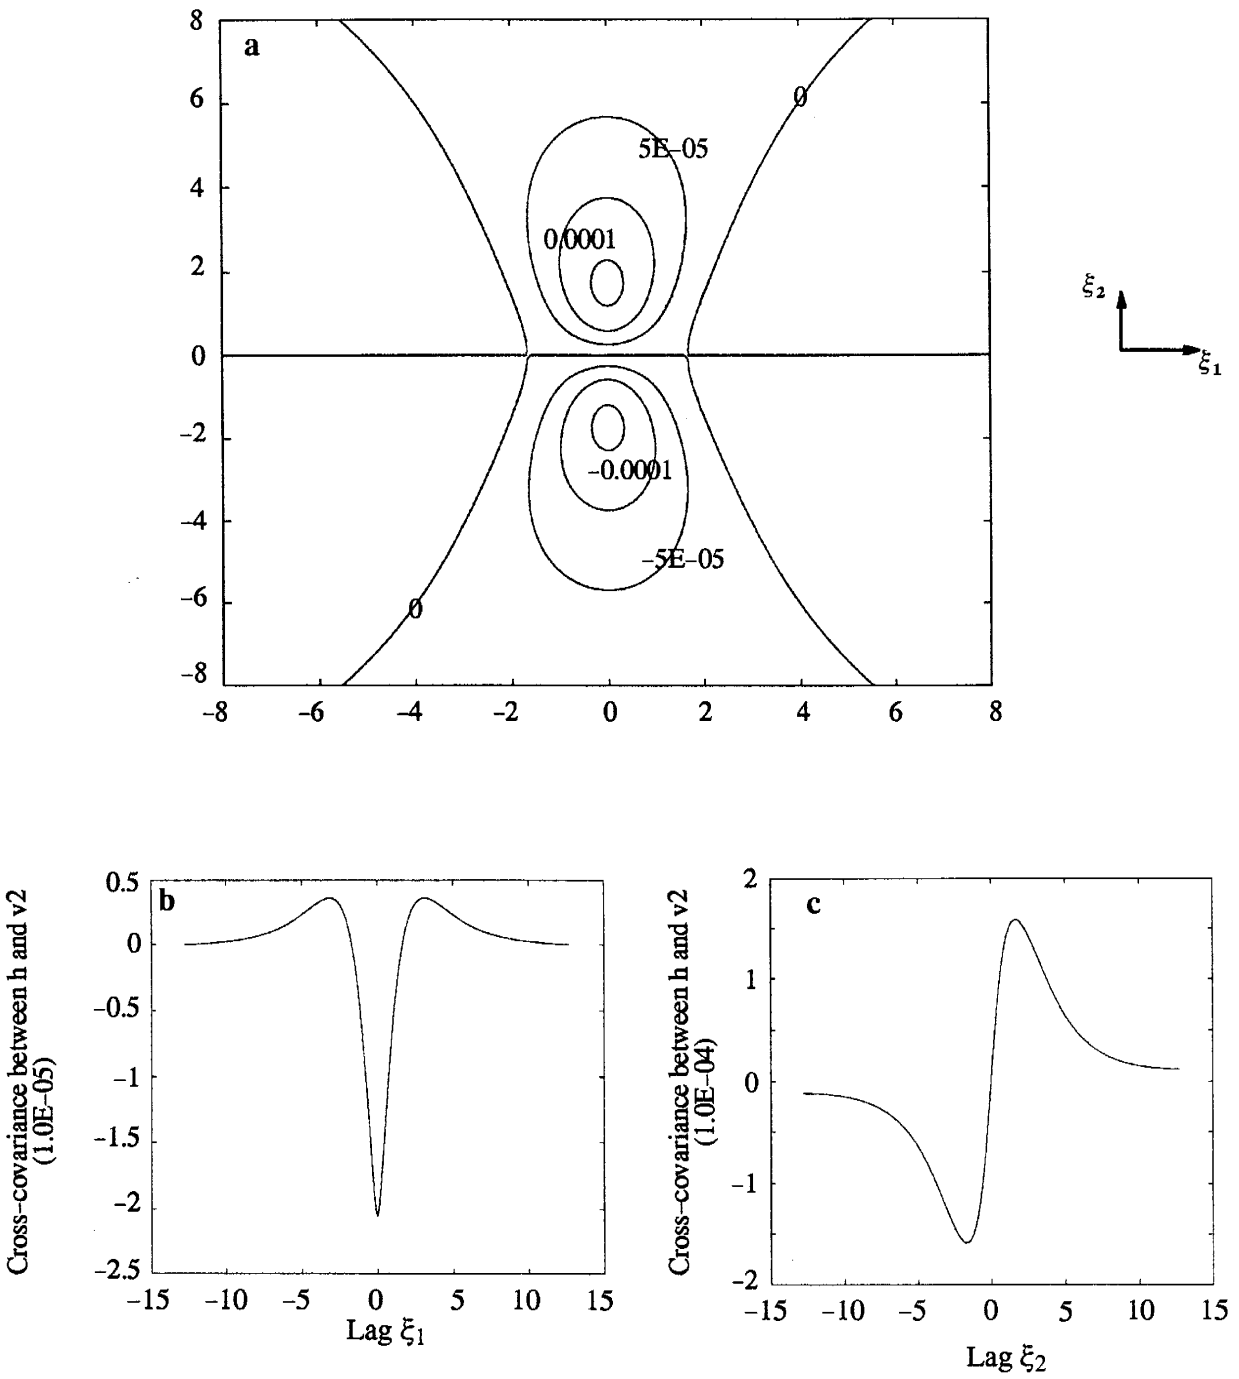 8
a
6
0
5E-05
4
0.0001
2
ξ2
0
ξ1
-2
-0.0001
-4
-5E-05
-6
0
-8
-8 -6 -4 -2 0 2 4 6 8
0.5
b
0
-0.5
-1
-1.5
-2
-2.5
-15 -10 -5 0 5 10 15
Lag ξ1
Cross-covariance between h and v2
(1.0E-05)
2
c
1
0
-1
-2
-15 -10 -5 0 5 10 15
Lag ξ2
Cross-covariance between h and v2
(1.0E-04)